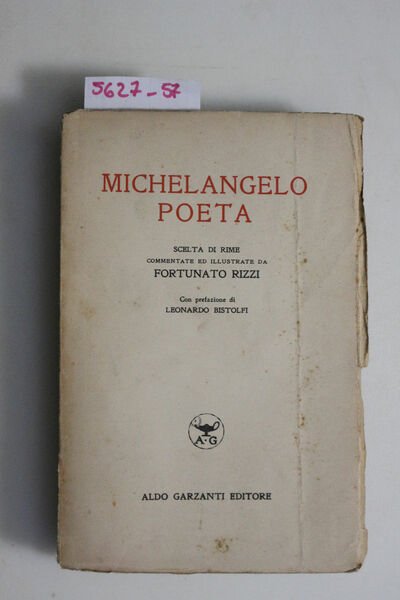 5627-57
MICHELANGELO
POETA
SCELTA DI RIME
COMMENTATE ED ILLUSTRATE DA
FORTUNATO RIZZI
Con prefazione di
LEONARDO BISTOLFI
A·G
ALDO GARZANTI EDITORE